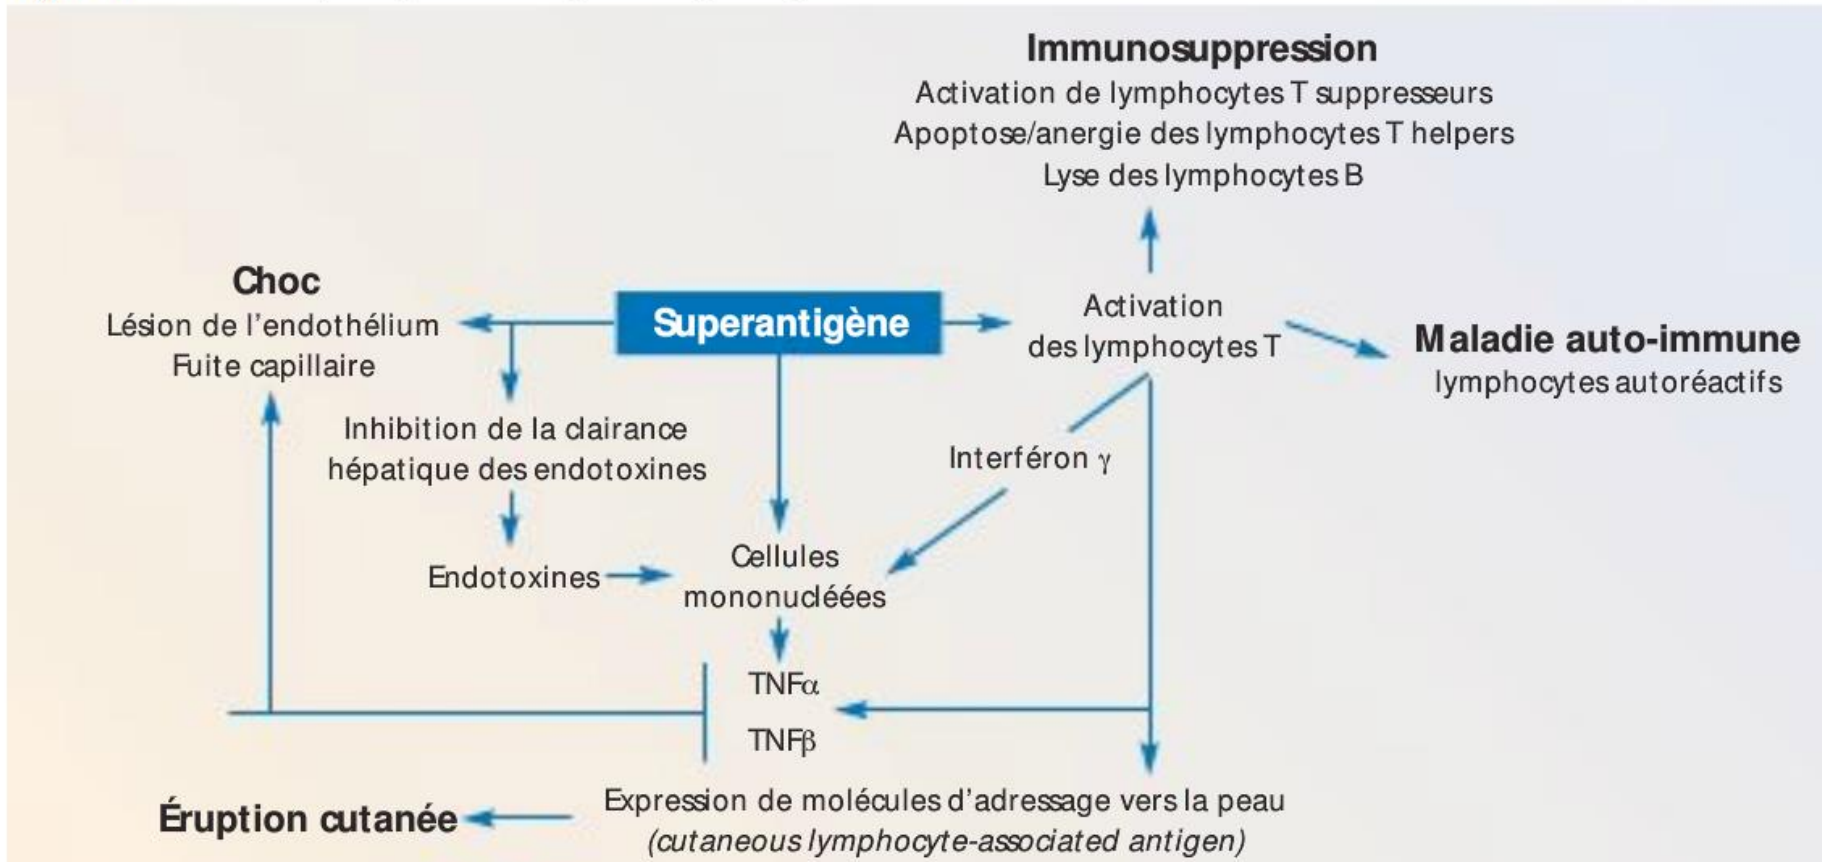 Immunosuppression
Activation de lymphocytes T suppresseurs
Apoptose/anergie des lymphocytes T helpers
Lyse des lymphocytes B
Choc
Lésion de l'endothélium
Fuite capillaire
Superantigène
Activation
des lymphocytes T
Maladie auto-immune
lymphocytes autoréactifs
Inhibition de la clairance
hépatique des endotoxines
Interféron γ
Endotoxines
Cellules
mononucléées
TNFα
TNFβ
Éruption cutanée
Expression de molécules d'adressage vers la peau
(cutaneous lymphocyte-associated antigen)